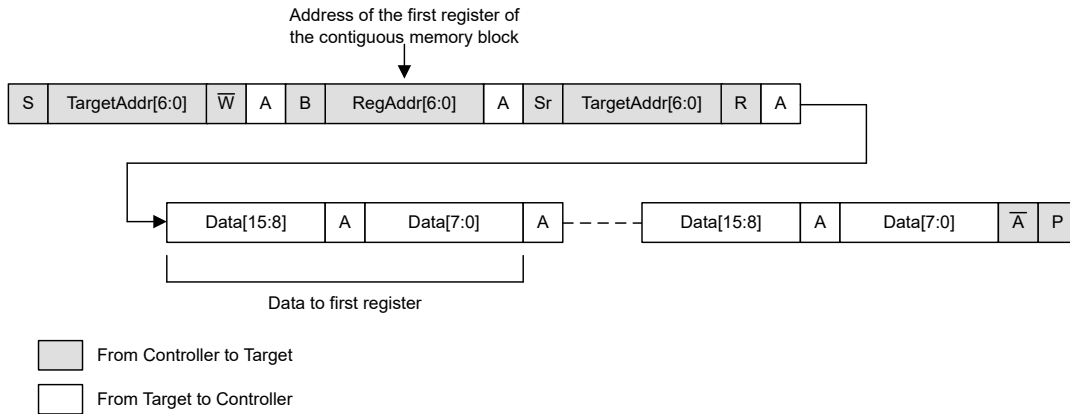 Address of the first register of
the contiguous memory block
S TargetAddr[6:0] W̅ A B RegAddr[6:0] A Sr TargetAddr[6:0] R A
Data[15:8] A Data[7:0] A Data[15:8] A Data[7:0] A̅ P
Data to first register
From Controller to Target
From Target to Controller